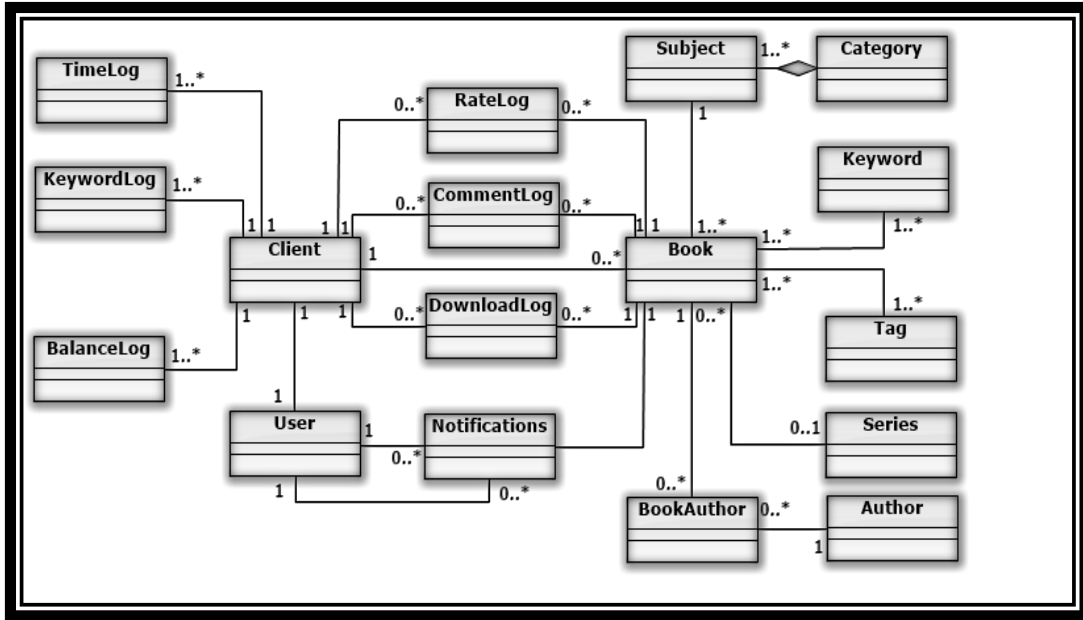 Subject
1..*
Category
TimeLog
1..*
RateLog
0..*
0..*
1
Keyword
KeywordLog
1..*
CommentLog
0..*
0..*
1..*
1
1
1
1
1
1
1..*
1..*
Client
1
0..*
Book
1..*
1..*
DownloadLog
1
1
1
0..*
0..*
1
1
1
0..*
Tag
BalanceLog
1..*
1
User
1
0..*
Notifications
0..1
Series
1
0..*
0..*
BookAuthor
0..*
1
Author